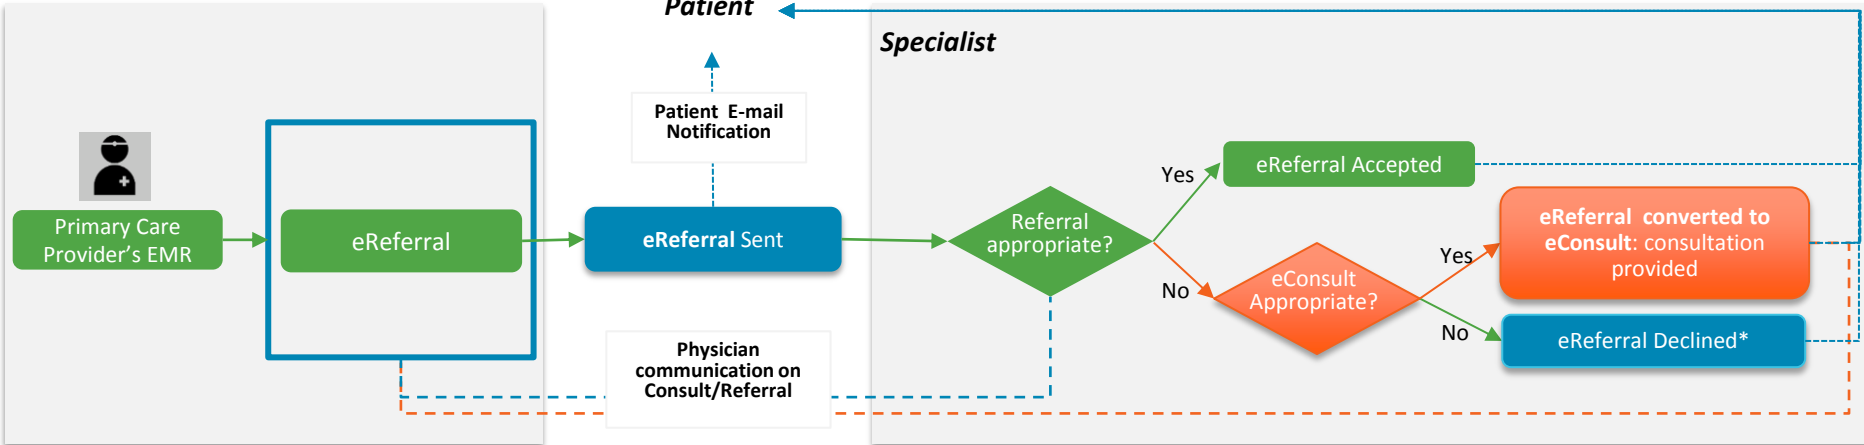 Patient
Specialist
Patient E-mail
Notification
Primary Care
Provider's EMR
eReferral
eReferral Sent
Referral
appropriate?
Yes
eReferral Accepted
No
eConsult
Appropriate?
Yes
eReferral converted to
eConsult: consultation
provided
No
eReferral Declined*
Physician
communication on
Consult/Referral